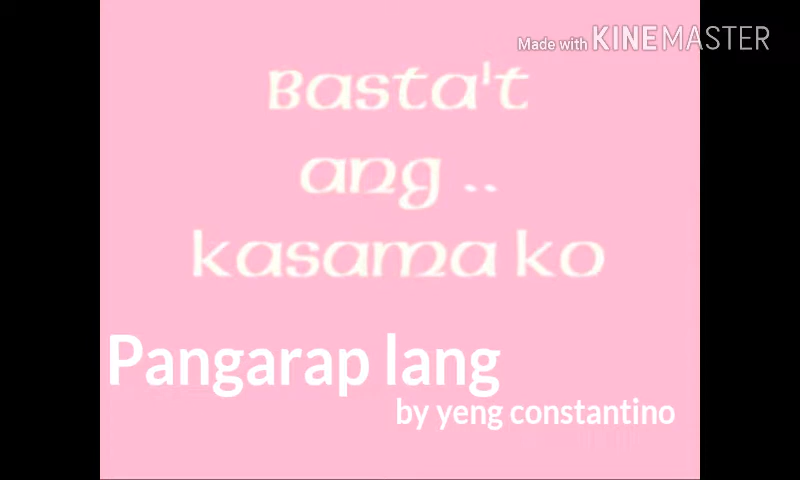 Made with KINEMASTER
Basta't
ang ..
kasama ko
Pangarap lang
by yeng constantino